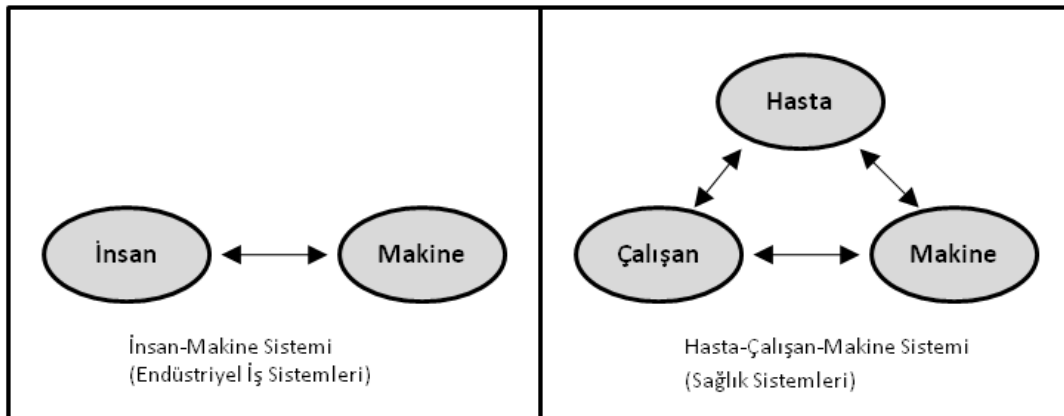 İnsan
Makine
İnsan-Makine Sistemi
(Endüstriyel İş Sistemleri)
Hasta
Çalışan
Makine
Hasta-Çalışan-Makine Sistemi
(Sağlık Sistemleri)